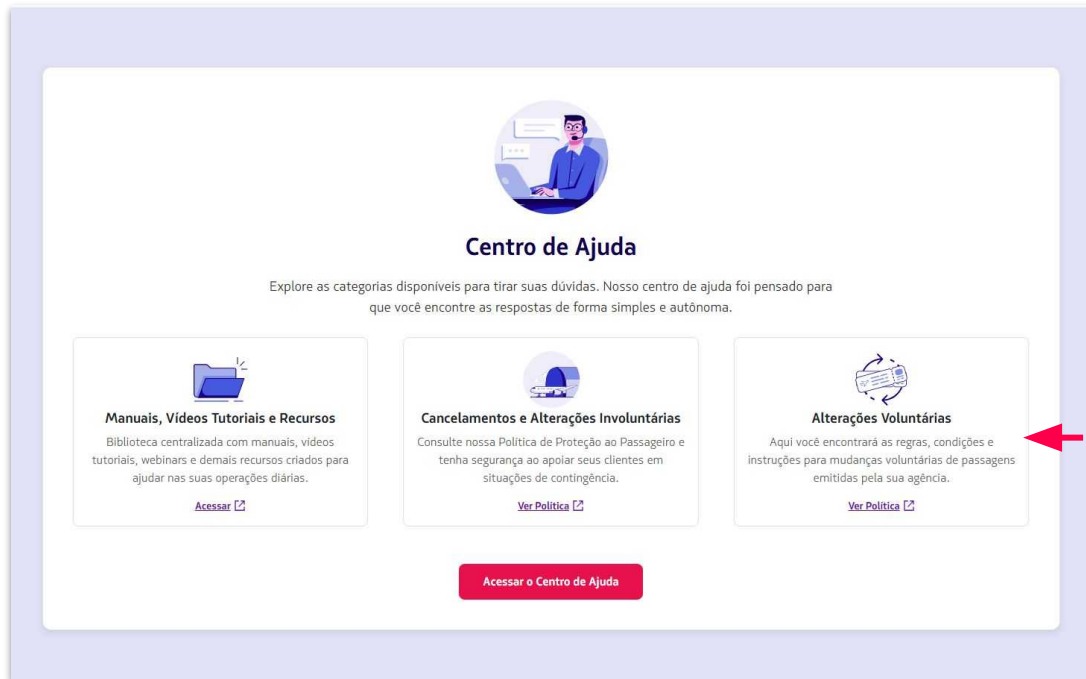 Centro de Ajuda
Explore as categorias disponíveis para tirar suas dúvidas. Nosso centro de ajuda foi pensado para
que você encontre as respostas de forma simples e autônoma.
Manuais, Vídeos Tutoriais e Recursos
Biblioteca centralizada com manuais, vídeos
tutoriais, webinars e demais recursos criados para
ajudar nas suas operações diárias.
Acessar
Cancelamentos e Alterações Involuntárias
Consulte nossa Política de Proteção ao Passageiro e
tenha segurança ao apoiar seus clientes em
situações de contingência.
Ver Política
Alterações Voluntárias
Aqui você encontrará as regras, condições e
instruções para mudanças voluntárias de passagens
emitidas pela sua agência.
Ver Política
Acessar o Centro de Ajuda